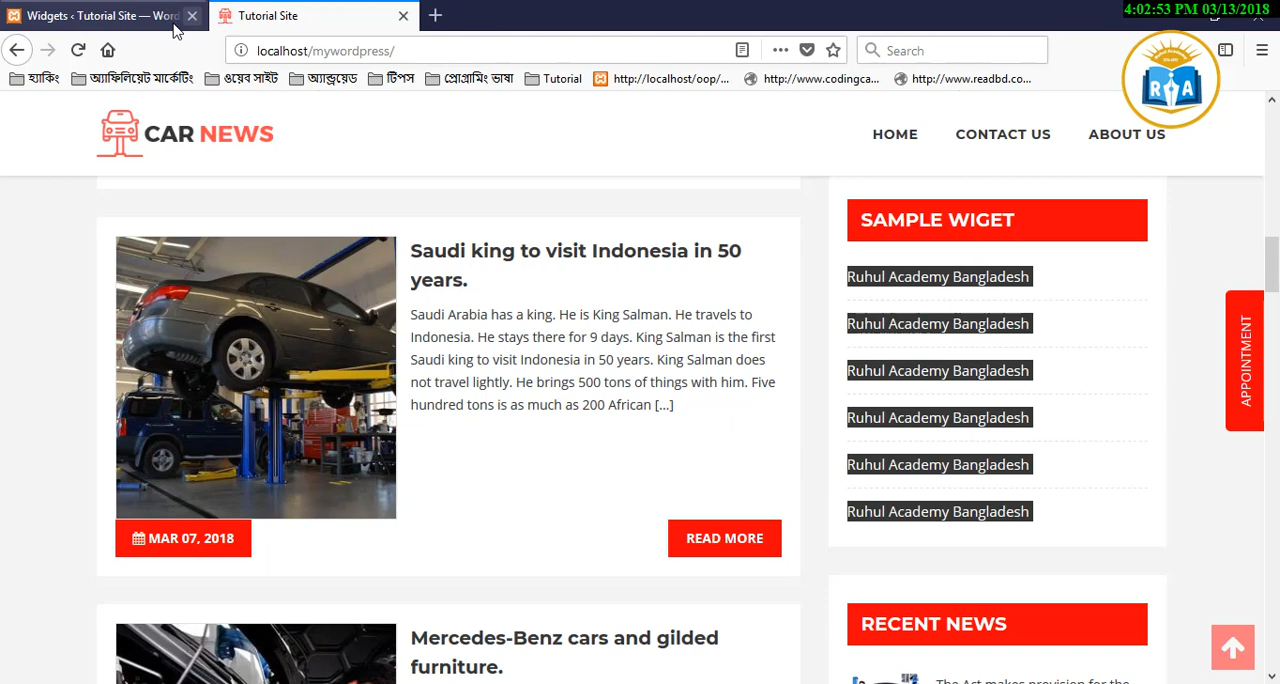 Widgets ‹ Tutorial Site — Word
Tutorial Site
4:02:53 PM 03/13/2018
localhost/mywordpress/
Search
হ্যাকিং
অ্যাফিলিয়েট মার্কেটিং
ওয়েব সাইট
অ্যান্ড্রয়েড
টিপস
প্রোগ্রামিং ভাষা
Tutorial
http://localhost/oop/...
http://www.codingca...
http://www.readbd.co...
R A
CAR NEWS
HOME
CONTACT US
ABOUT US
SAMPLE WIGET
Ruhul Academy Bangladesh
Ruhul Academy Bangladesh
Ruhul Academy Bangladesh
Ruhul Academy Bangladesh
Ruhul Academy Bangladesh
Ruhul Academy Bangladesh
Saudi king to visit Indonesia in 50
years.
Saudi Arabia has a king. He is King Salman. He travels to
Indonesia. He stays there for 9 days. King Salman is the first
Saudi king to visit Indonesia in 50 years. King Salman does
not travel lightly. He brings 500 tons of things with him. Five
hundred tons is as much as 200 African [...]
MAR 07, 2018
READ MORE
APPOINTMENT
Mercedes-Benz cars and gilded
furniture.
RECENT NEWS
The Act makes provision for the